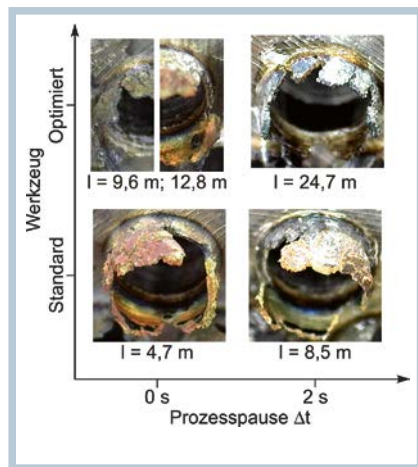 Werkzeug
Optimiert
l = 9,6 m; 12,8 m
l = 24,7 m
Standard
l = 4,7 m
l = 8,5 m
0 s
2 s
Prozesspause Δt